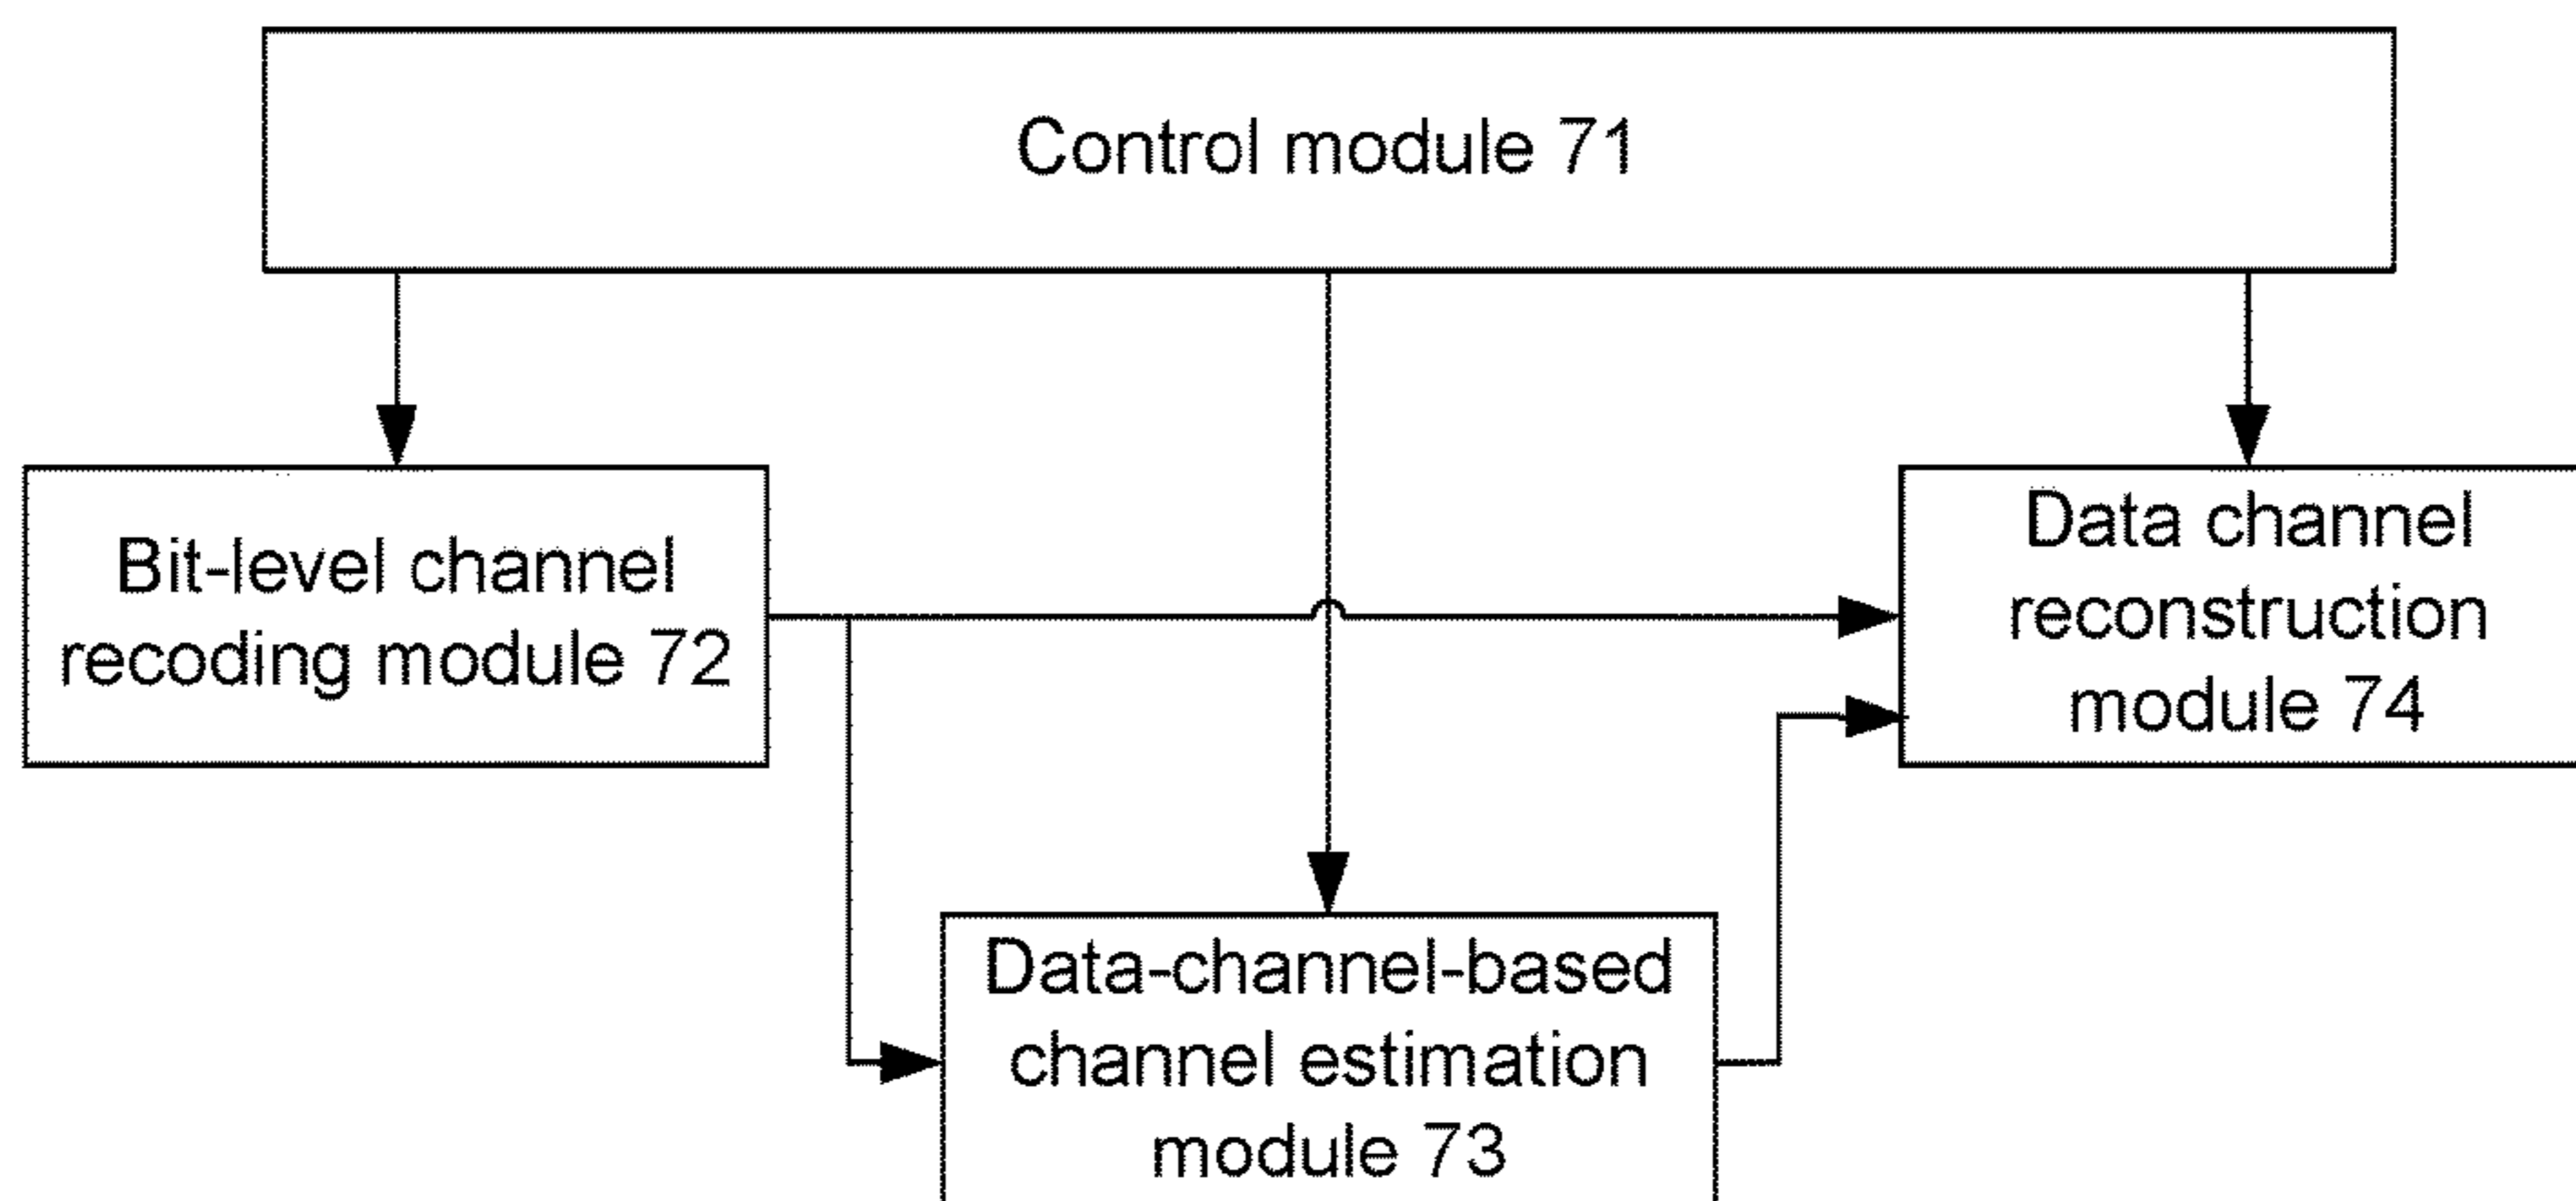 Control module 71
Bit-level channel
recoding module 72
Data channel
reconstruction
module 74
Data-channel-based
channel estimation
module 73